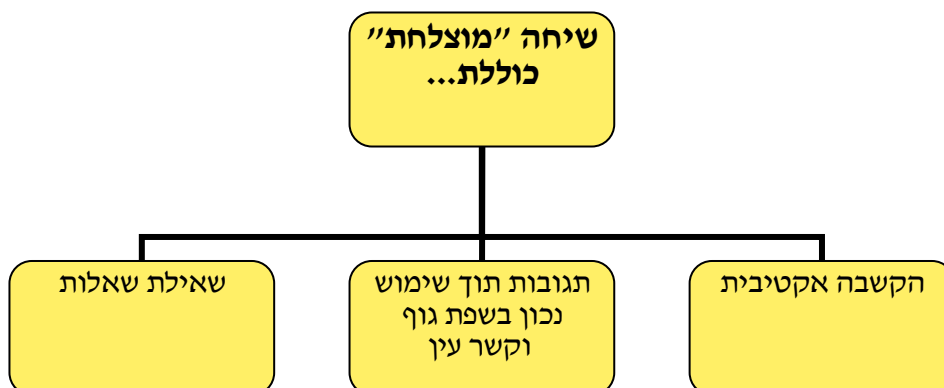 שיחה "מוצלחת"
כוללת...
הקשבה אקטיבית
תגובות תוך שימוש
נכון בשפת גוף
וקשר עין
שאילת שאלות